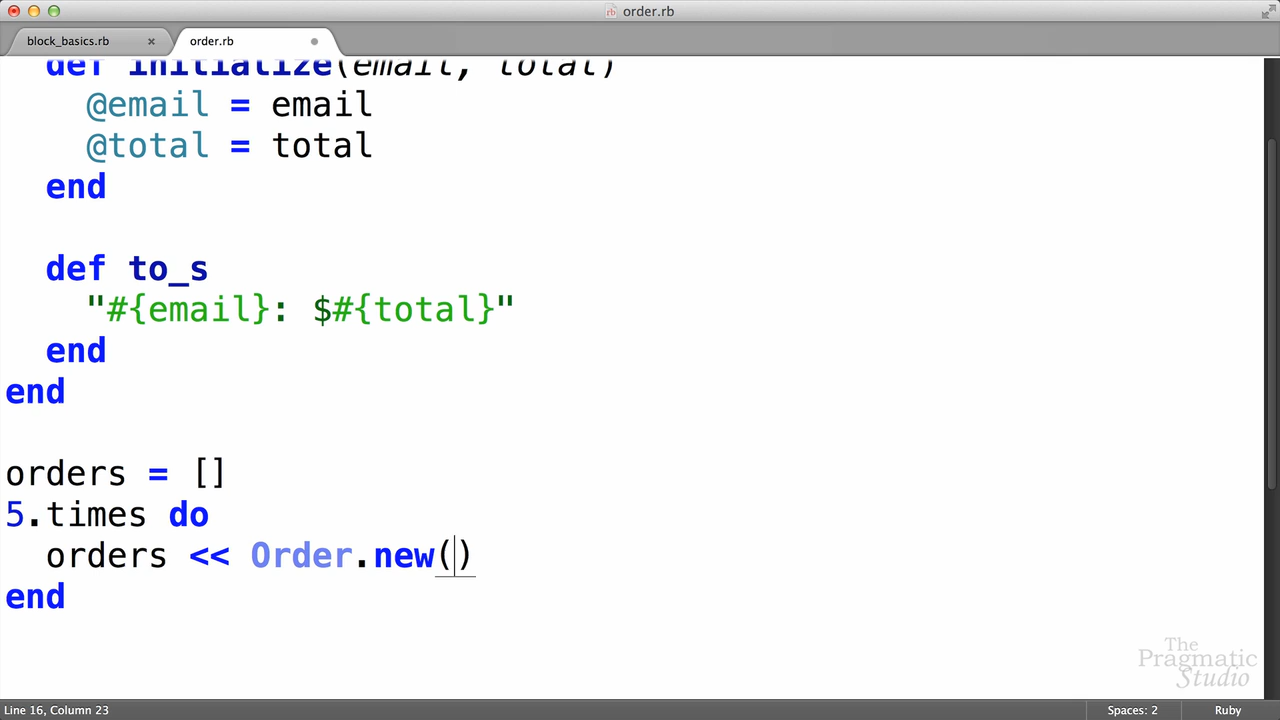 order.rb
block_basics.rb
order.rb
def initialize(email, total)
@email = email
@total = total
end
def to_s
"#{email}: $#{total}"
end
end
orders = []
5.times do
orders << Order.new()
end
The
Pragmatic
Studio
Line 16, Column 23
Spaces: 2
Ruby